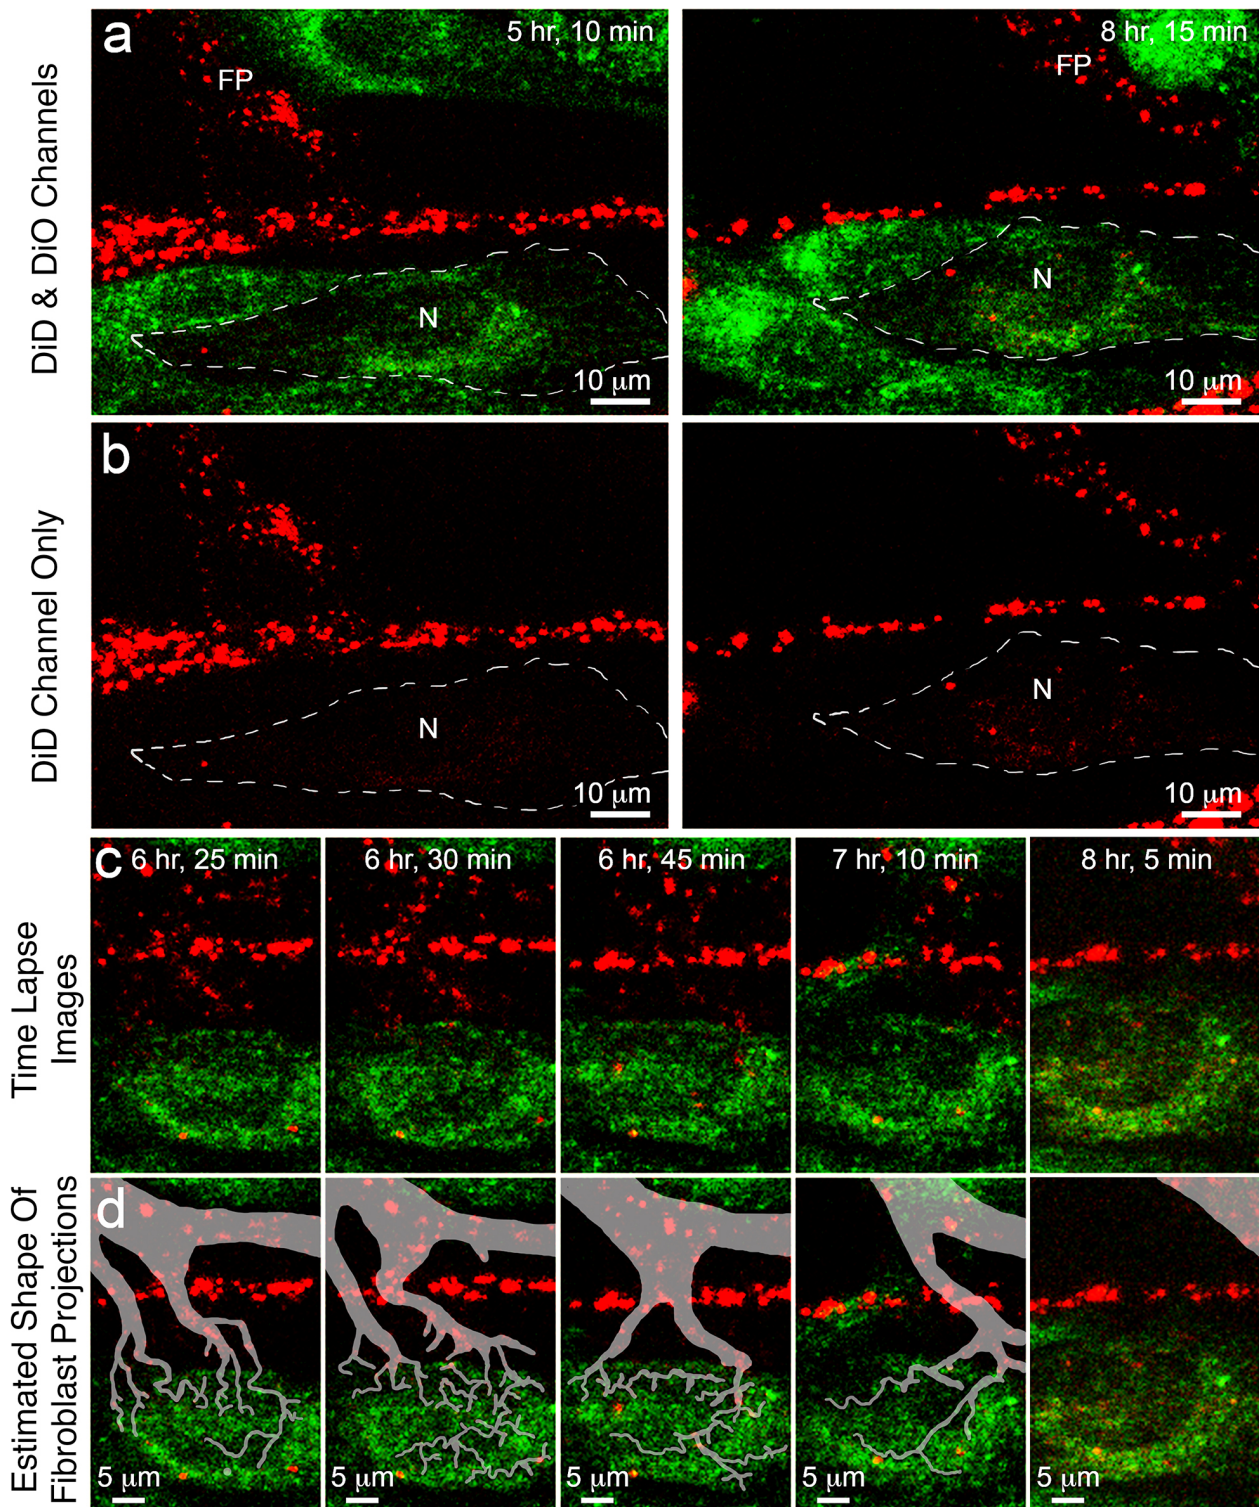 a
5 hr, 10 min
8 hr, 15 min
FP
FP
DiD & DiO Channels
N
N
10 µm
10 µm
b
DiD Channel Only
N
N
10 µm
10 µm
c
6 hr, 25 min
6 hr, 30 min
6 hr, 45 min
7 hr, 10 min
8 hr, 5 min
Time Lapse
Images
d
Estimated Shape Of
Fibroblast Projections
5 µm
5 µm
5 µm
5 µm
5 µm